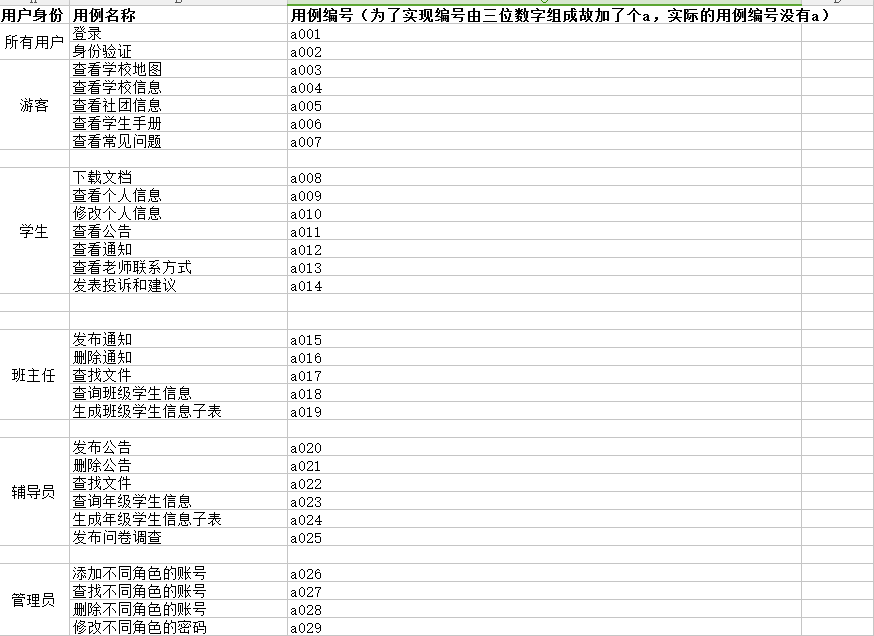 用户身份 用例名称 用例编号（为了实现编号由三位数字组成故加了个a，实际的用例编号没有a）
所有用户 登录 a001
身份验证 a002
查看学校地图 a003
查看学校信息 a004
游客 查看社团信息 a005
查看学生手册 a006
查看常见问题 a007
下载文档 a008
查看个人信息 a009
修改个人信息 a010
学生 查看公告 a011
查看通知 a012
查看老师联系方式 a013
发表投诉和建议 a014
发布通知 a015
删除通知 a016
班主任 查找文件 a017
查询班级学生信息 a018
生成班级学生信息子表 a019
发布公告 a020
删除公告 a021
辅导员 查找文件 a022
查询年级学生信息 a023
生成年级学生信息子表 a024
发布问卷调查 a025
添加不同角色的账号 a026
管理员 查找不同角色的账号 a027
删除不同角色的账号 a028
修改不同角色的密码 a029